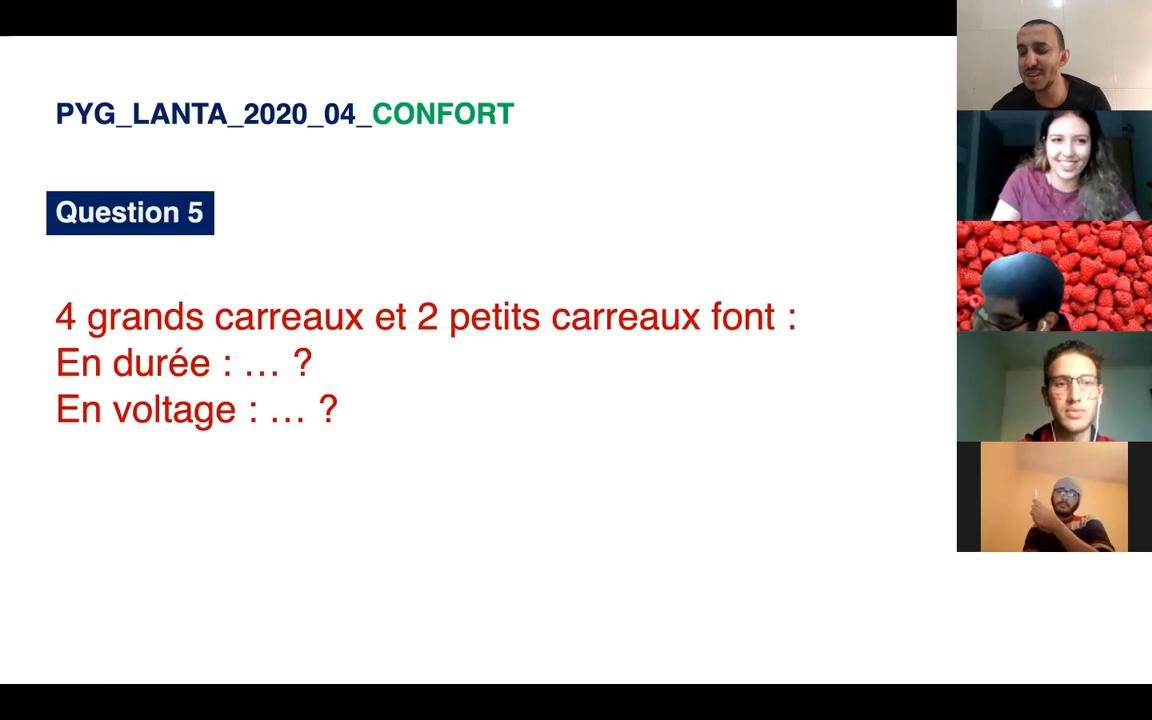 PYG_LANTA_2020_04_CONFORT
Question 5
4 grands carreaux et 2 petits carreaux font :
En durée : … ?
En voltage : … ?